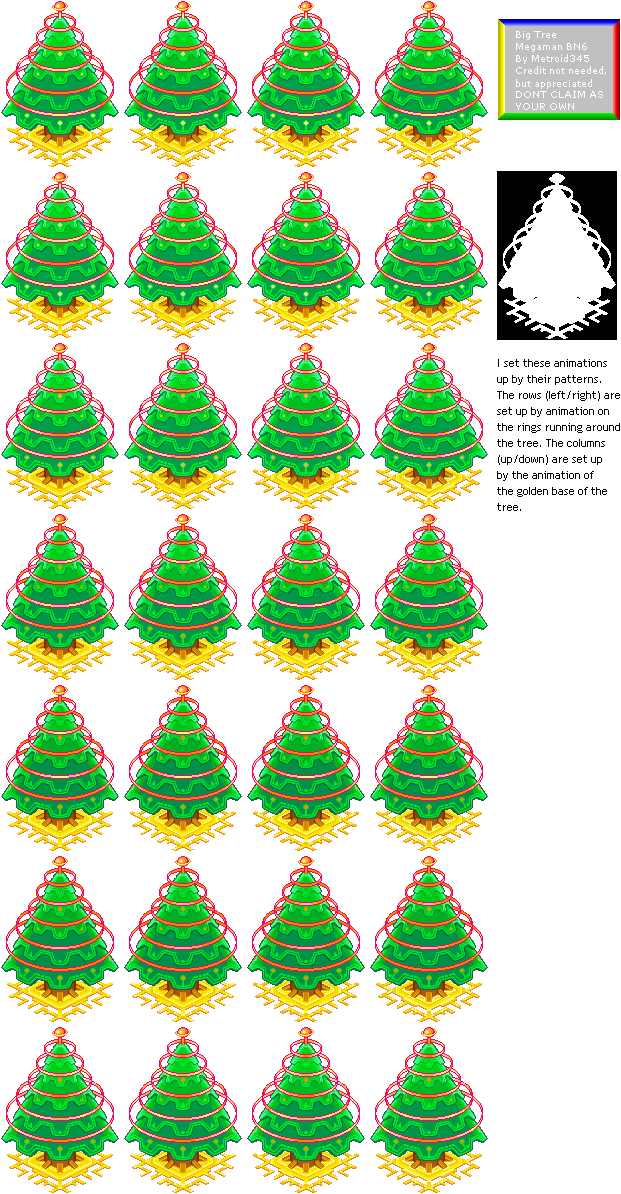 Big Tree
Megaman BN6
By Metroid345
Credit not needed,
but appreciated
DONT CLAIM AS
YOUR OWN
I set these animations
up by their patterns.
The rows (left/right) are
set up by animation on
the rings running around
the tree. The columns
(up/down) are set up
by the animation of
the golden base of the
tree.